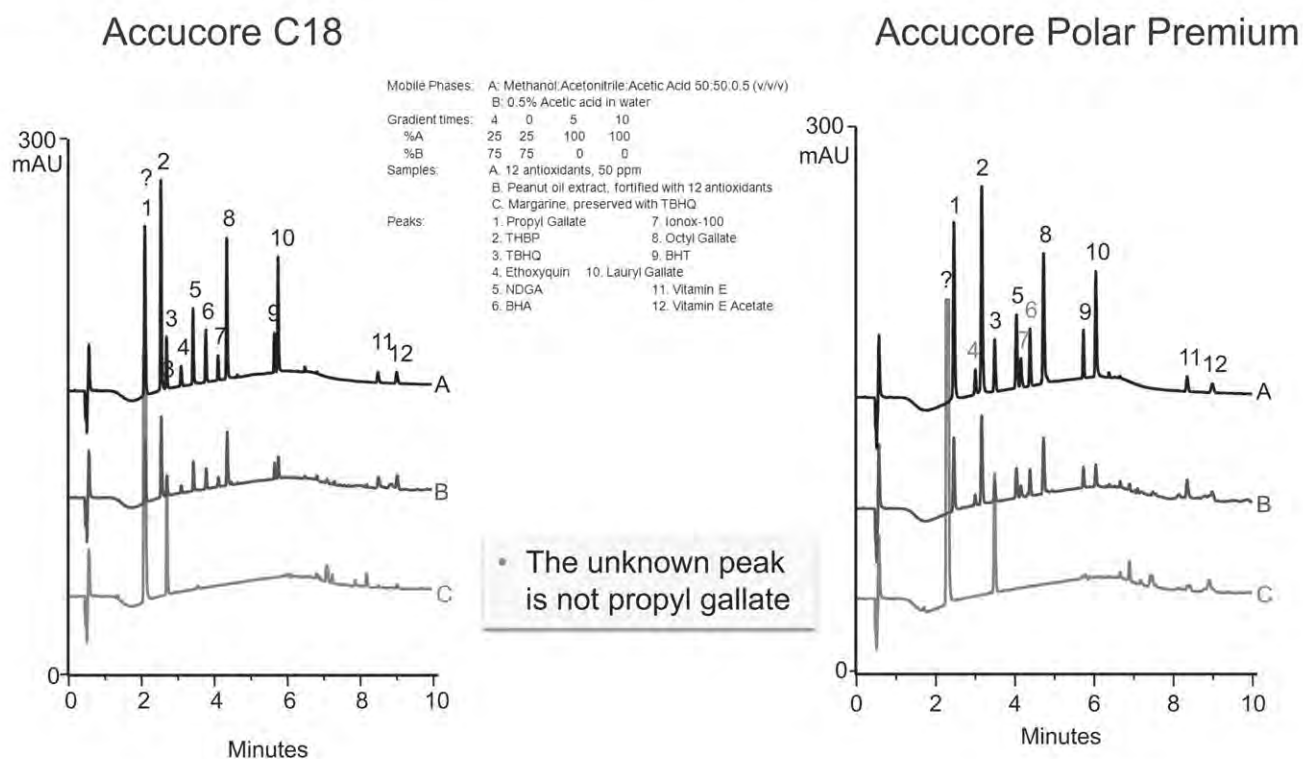 Accucore C18
Accucore Polar Premium
Mobile Phases: A: Methanol:Acetonitrile:Acetic Acid 50:50:0.5 (v/v/v)
B: 0.5% Acetic acid in water
Gradient times: 4 0 5 10
%A 25 25 100 100
%B 75 75 0 0
Samples: A. 12 antioxidants, 50 ppm
B. Peanut oil extract, fortified with 12 antioxidants
C. Margarine, preserved with TBHQ
Peaks: 1. Propyl Gallate 7. Ionox-100
2. THBP 8. Octyl Gallate
3. TBHQ 9. BHT
4. Ethoxyquin 10. Lauryl Gallate
5. NDGA 11. Vitamin E
6. BHA 12. Vitamin E Acetate
300
mAU
?
1
2
3
3
4
5
6
7
8
9
10
11
12
A
B
C
0
0 2 4 6 8 10
Minutes
• The unknown peak
is not propyl gallate
300
mAU
?
1
4
2
3
5
7
6
8
9
10
11
12
A
B
C
0
0 2 4 6 8 10
Minutes